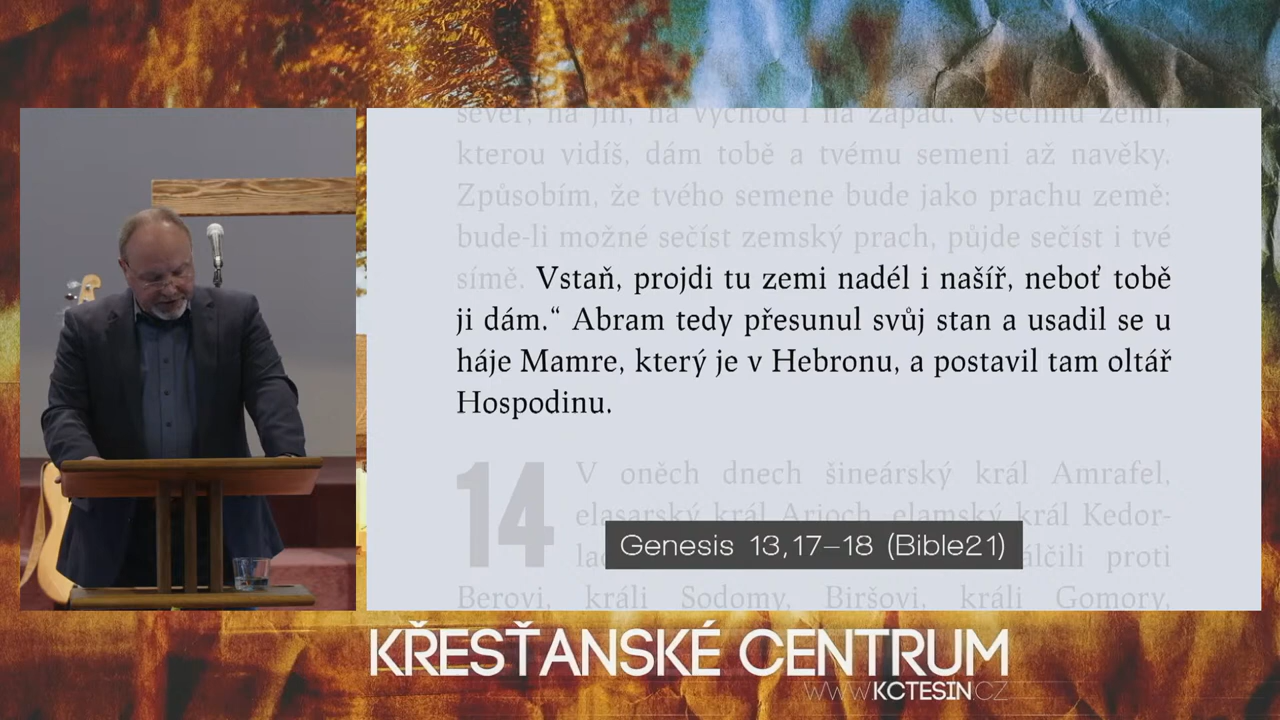 sever, na jih, na východ i na západ. Všechnu zemi,
kterou vidíš, dám tobě a tvému semeni až navěky.
Způsobím, že tvého semene bude jako prachu země:
bude-li možné sečíst zemský prach, půjde sečíst i tvé
símě. Vstaň, projdi tu zemi nadél i našíř, neboť tobě
ji dám.“ Abram tedy přesunul svůj stan a usadil se u
háje Mamre, který je v Hebronu, a postavil tam oltář
Hospodinu.
14
V oněch dnech šineárský král Amrafel,
elasarský král Arioch, elamský král Kedor-
Genesis 13,17–18 (Bible21)
proti
Berovi, králi Sodomy, Biršovi, králi Gomory,
KŘESŤANSKÉ CENTRUM
WWW.KCTESIN.CZ